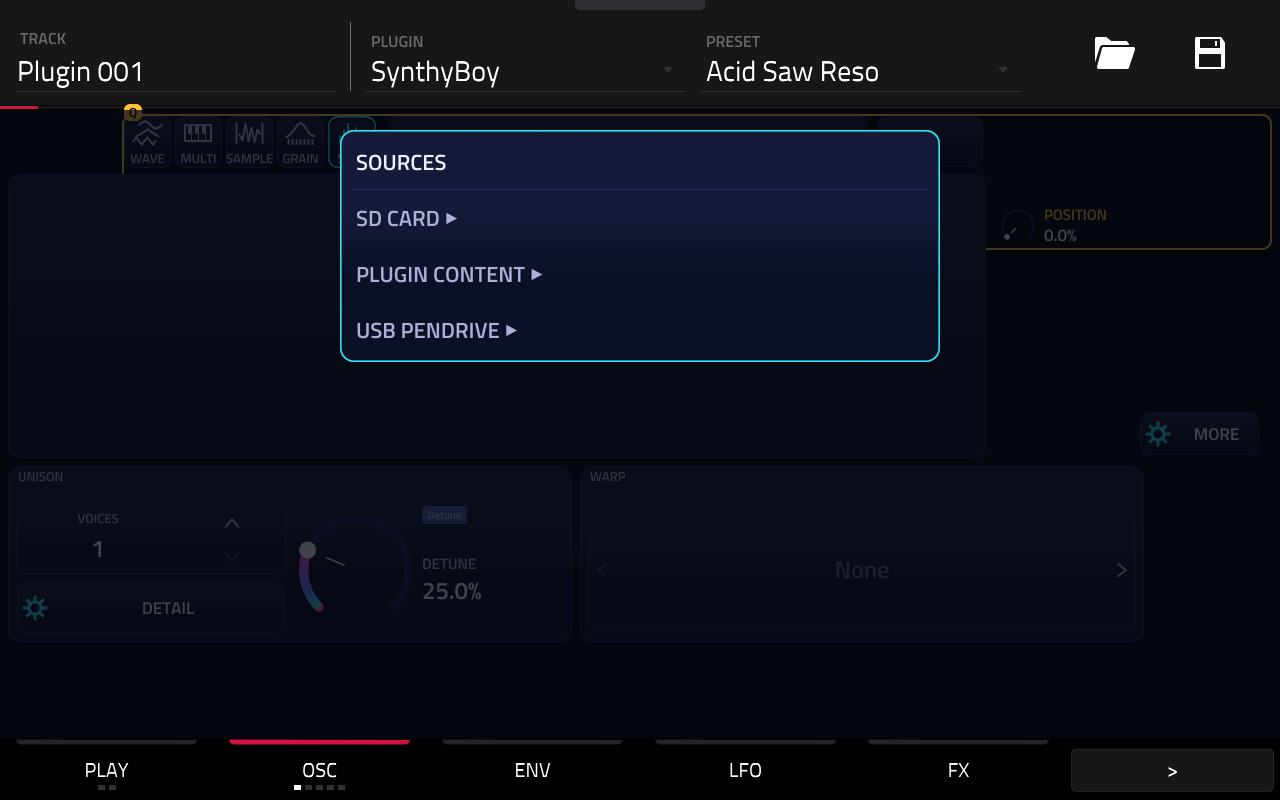 TRACK
Plugin 001
PLUGIN
SynthyBoy
PRESET
Acid Saw Reso
Q
WAVE
MULTI
SAMPLE
GRAIN
SOURCES
SD CARD ►
PLUGIN CONTENT ►
USB PENDRIVE ►
POSITION
0.0%
MORE
UNISON
VOICES
1
DETAIL
Detune
DETUNE
25.0%
WARP
< None >
PLAY
OSC
ENV
LFO
FX
>